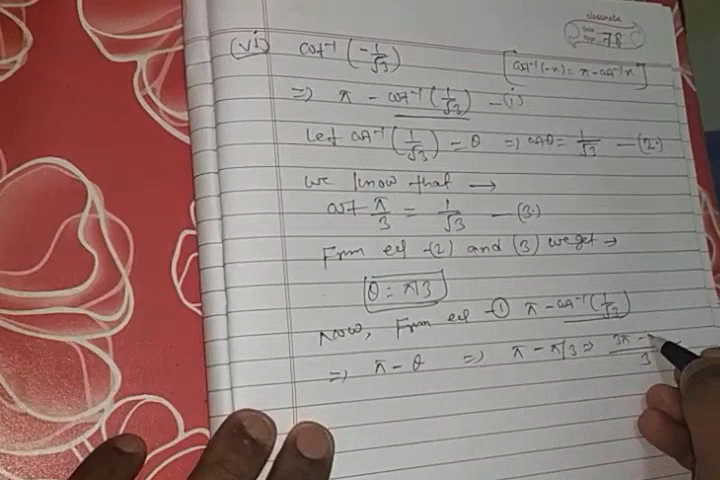 classmate
Date
Page 78
(vi) cot⁻¹(-1/√3)
[cot⁻¹(-x) = π - cot⁻¹x]
=> π - cot⁻¹(1/√3) - (i)
Let cot⁻¹(1/√3) = θ => cotθ = 1/√3 - (2.)
We know that →
cot π/3 = 1/√3 - (3.)
From eq -(2) and (3) we get →
θ = π/3
Now, From eq -① π - cot⁻¹(1/√3)
=> π - θ => π - π/3 => 3π - / 3